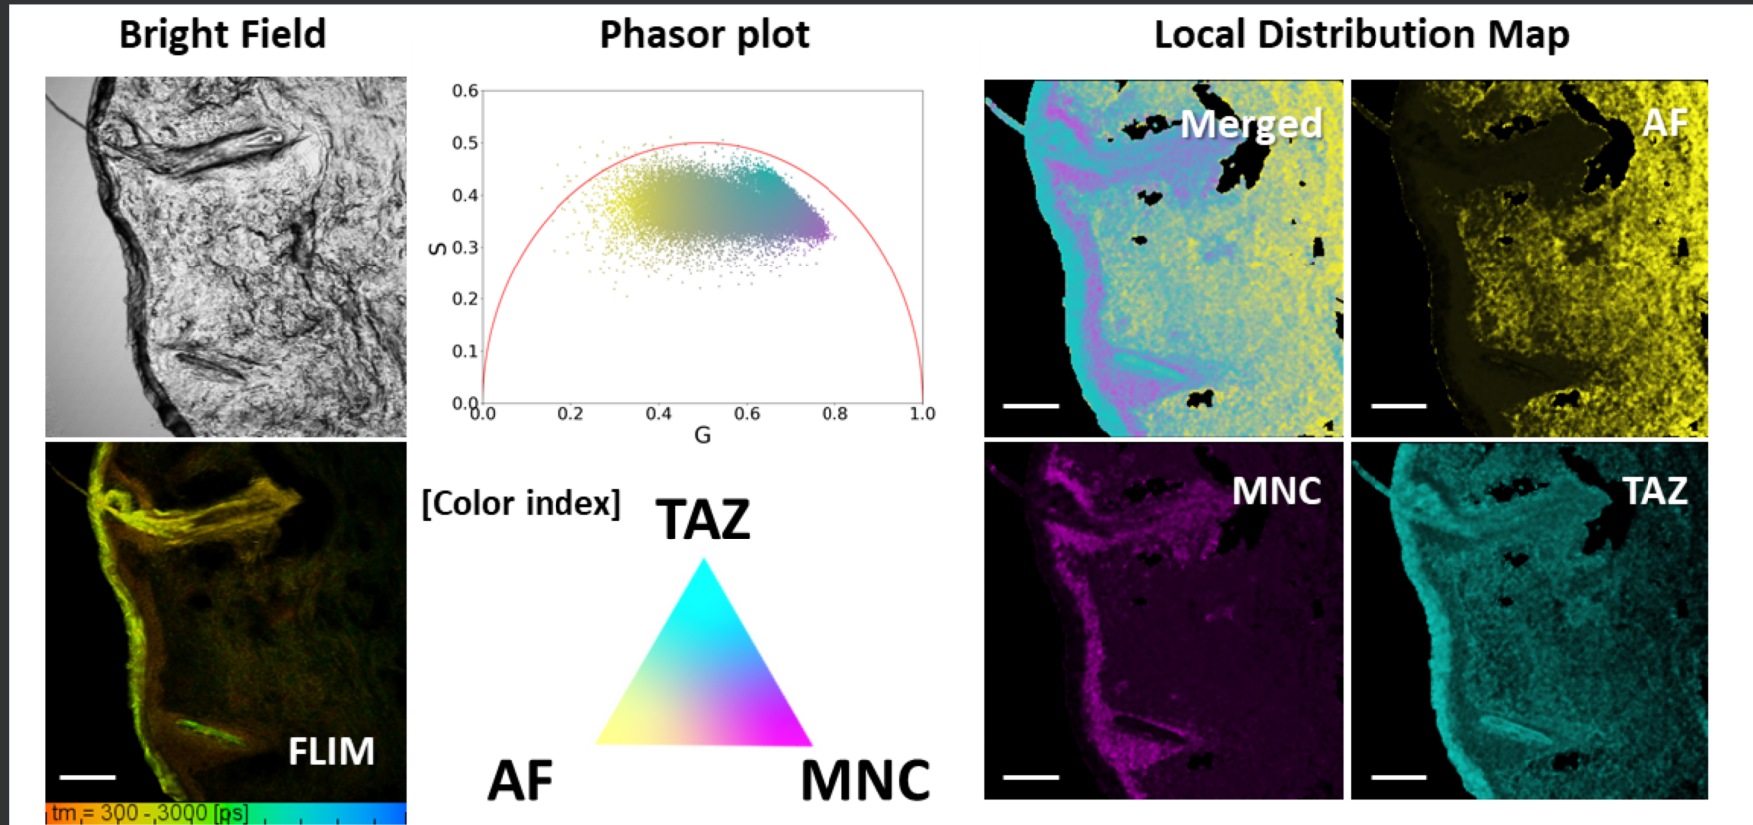 Bright Field
Phasor plot
Local Distribution Map
0.6
0.5
0.4
0.3
0.2
0.1
0.0
S
0.0 0.2 0.4 0.6 0.8 1.0
G
Merged
AF
FLIM
tm = 300 - 3000 [ps]
[Color index]
TAZ
AF
MNC
MNC
TAZ